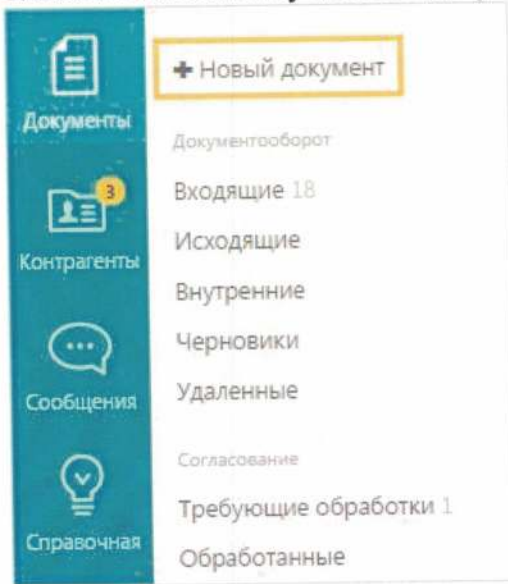 Документы
3
Контрагенты
Сообщения
Справочная
+ Новый документ
Документооборот
Входящие 18
Исходящие
Внутренние
Черновики
Удаленные
Согласование
Требующие обработки 1
Обработанные